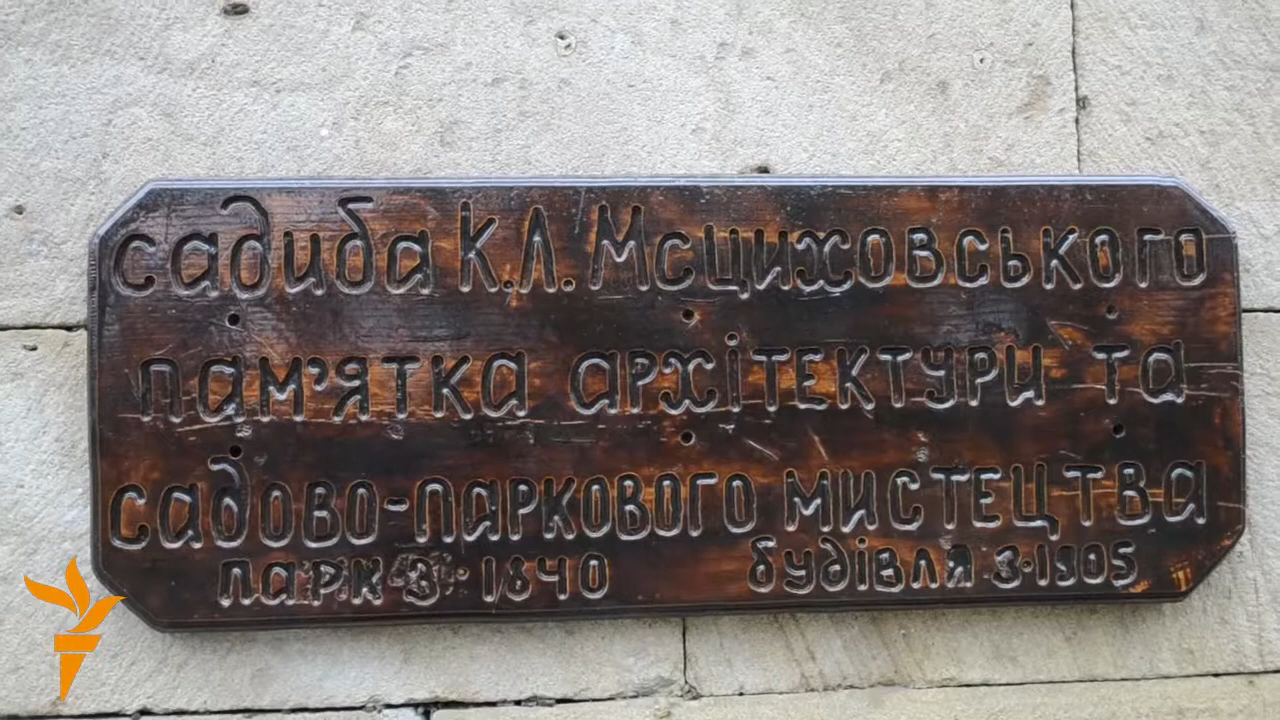 садиба К.Л. Мсциховського
пам'ятка архітектури та
садово-паркового мистецтва
парк з·1840 будівля з·1905